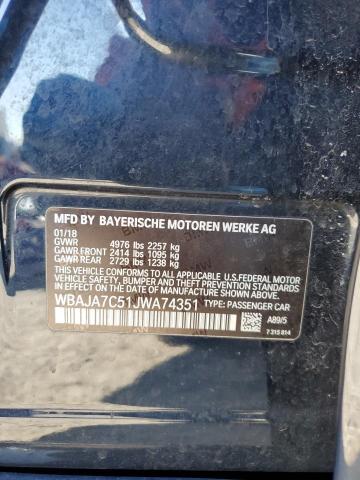 MFD BY BAYERISCHE MOTOREN WERKE AG
01/18
GVWR 4976 lbs 2257 kg
GAWR FRONT 2414 lbs 1095 kg
GAWR REAR 2729 lbs 1238 kg
THIS VEHICLE CONFORMS TO ALL APPLICABLE U.S.FEDERAL MOTOR
VEHICLE SAFETY, BUMPER, AND THEFT PREVENTION STANDARDS
IN EFFECT ON THE DATE OF MANUFACTURE SHOWN ABOVE.
WBAJA7C51JWA74351 TYPE: PASSENGER CAR
A89/5
7 315 814